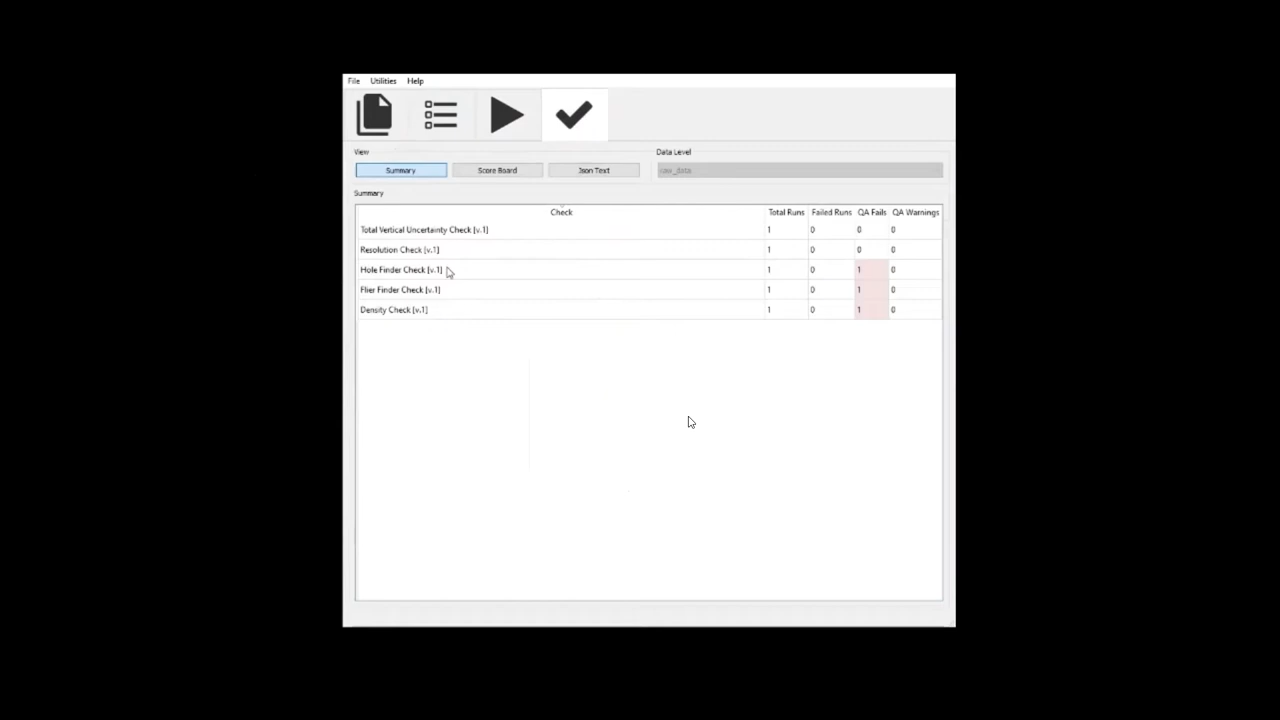 File Utilities Help
View Data Level
Summary Score Board Json Text raw_data
Summary
Check Total Runs Failed Runs QA Fails QA Warnings
Total Vertical Uncertainty Check [v.1] 1 0 0 0
Resolution Check [v.1] 1 0 0 0
Hole Finder Check [v.1] 1 0 1 0
Flier Finder Check [v.1] 1 0 1 0
Density Check [v.1] 1 0 1 0